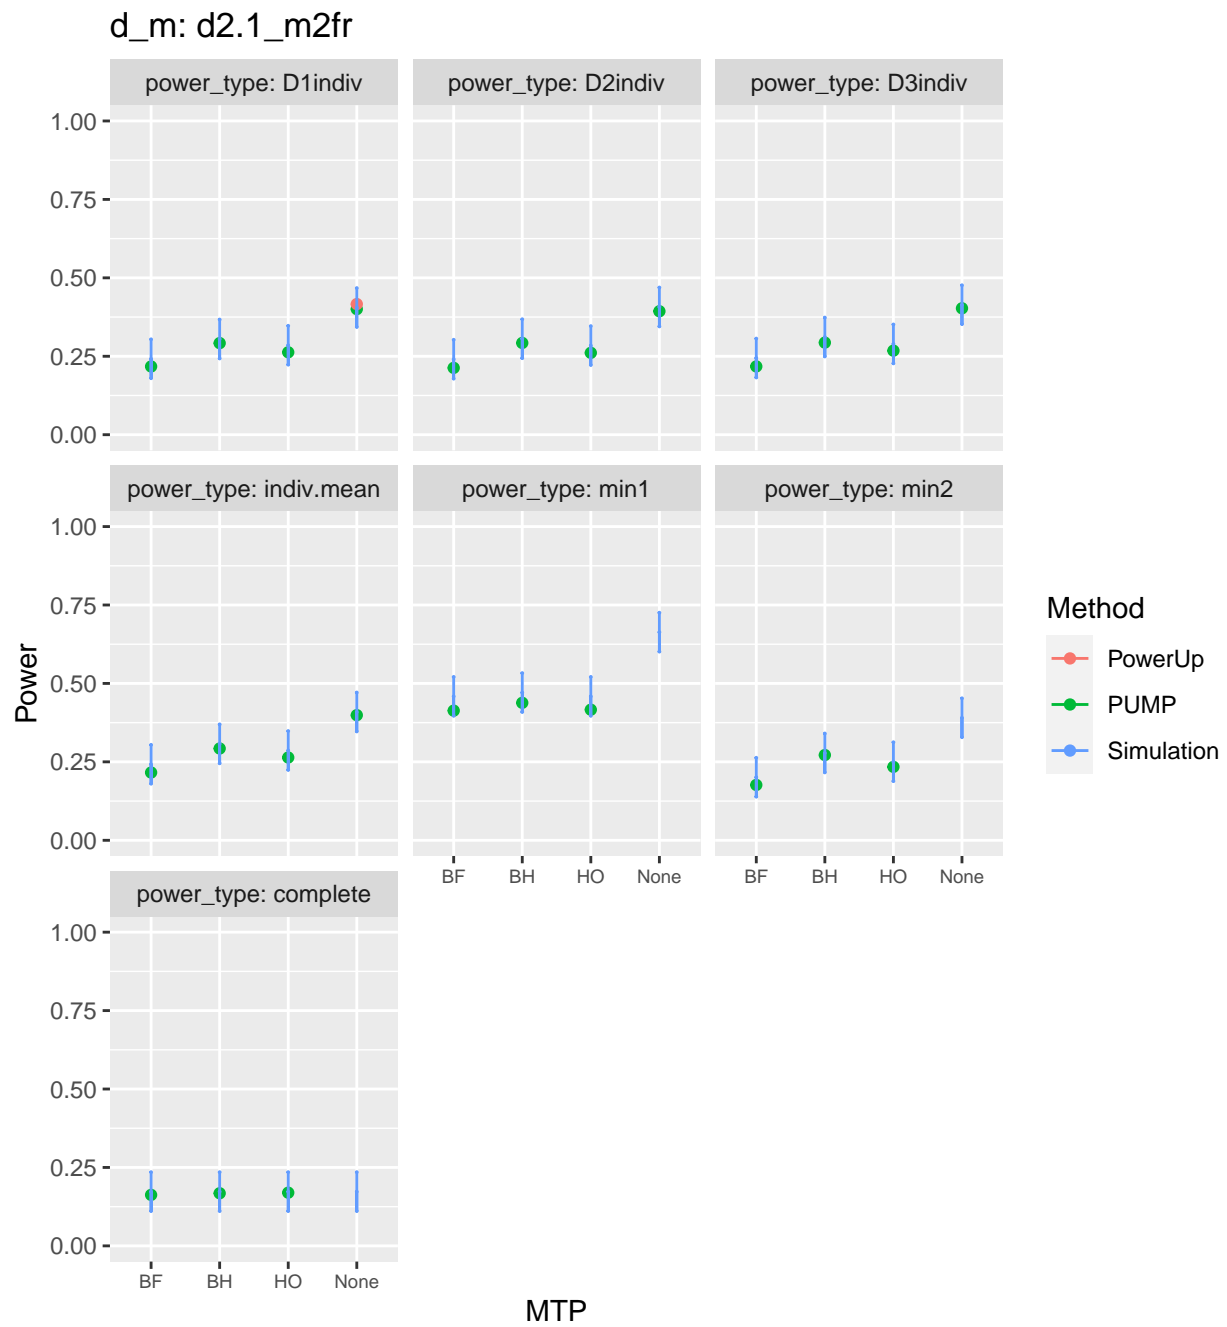 d_m: d2.1_m2fr
power_type: D1indiv
power_type: D2indiv
power_type: D3indiv
1.00
0.75
0.50
0.25
0.00
power_type: indiv.mean
power_type: min1
power_type: min2
1.00
0.75
0.50
0.25
0.00
BF BH HO None
BF BH HO None
power_type: complete
1.00
0.75
0.50
0.25
0.00
BF BH HO None
Power
MTP
Method
PowerUp
PUMP
Simulation